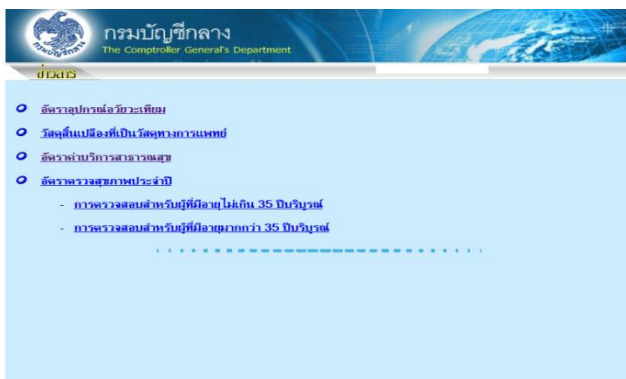 กรมบัญชีกลาง
The Comptroller General's Department
ข่าวสาร
อัตราอุปกรณ์อวัยวะเทียม
วัสดุสิ้นเปลืองที่เป็นวัสดุทางการแพทย์
อัตราค่าบริการสาธารณสุข
อัตราตรวจสุขภาพประจำปี
- การตรวจสอบสำหรับผู้ที่มีอายุไม่เกิน 35 ปีบริบูรณ์
- การตรวจสอบสำหรับผู้ที่มีอายุมากกว่า 35 ปีบริบูรณ์